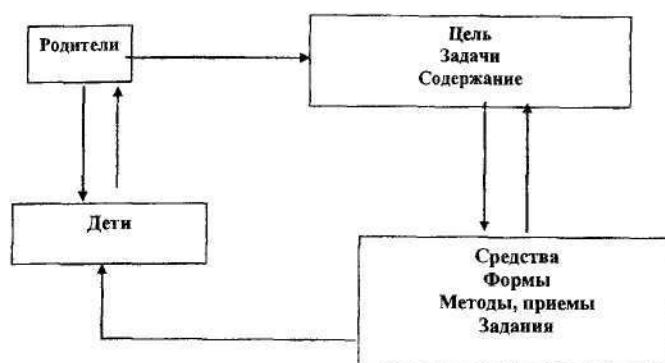 Родители
Цель
Задачи
Содержание
Дети
Средства
Формы
Методы, приемы
Задания